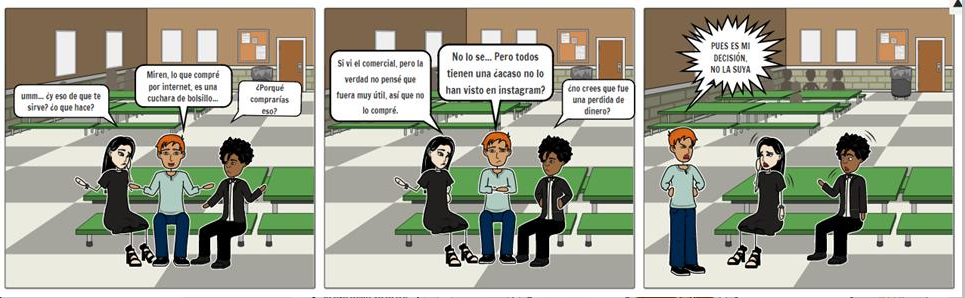 umm... ¿y eso de que te
sirve? ¿o que hace?
Miren, lo que compré
por internet, es una
cuchara de bolsillo...
¿Porqué
comprarías
eso?
Si vi el comercial, pero la
verdad no pensé que
fuera muy útil, así que no
lo compré.
No lo se... Pero todos
tienen una ¿acaso no lo
han visto en instagram?
¿no crees que fue
una perdida de
dinero?
PUES ES MI
DECISIÓN,
NO LA SUYA